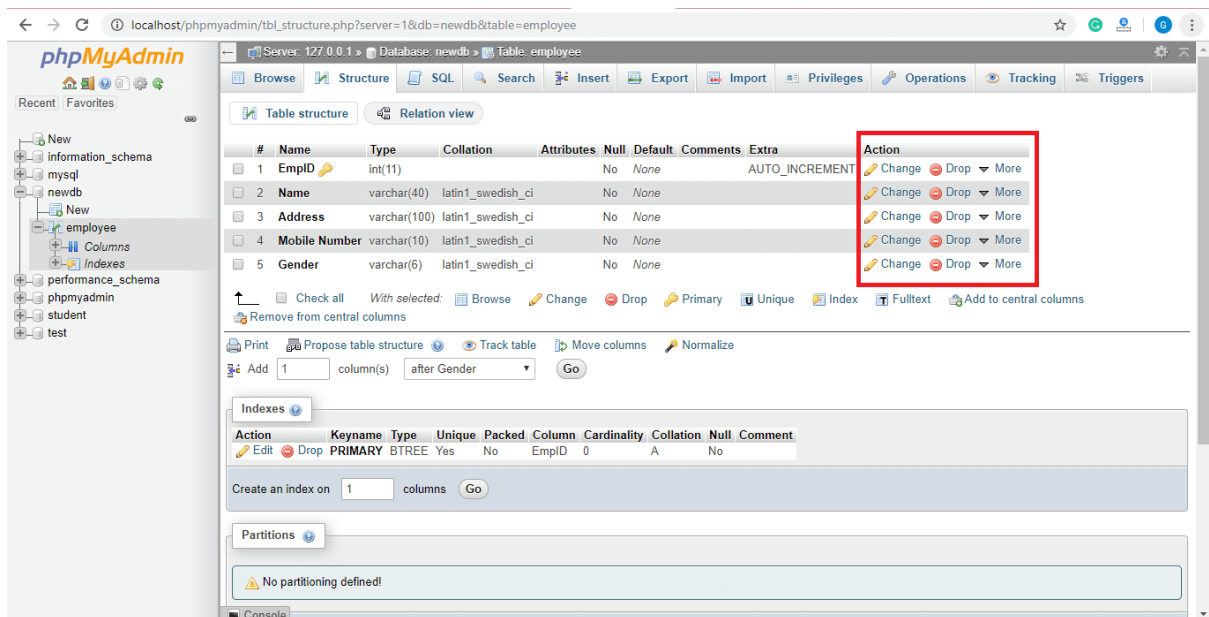 localhost/phpmyadmin/tbl_structure.php?server=1&db=newdb&table=employee
G
phpMyAdmin
Recent Favorites
New
information_schema
mysql
newdb
New
employee
Columns
Indexes
performance_schema
phpmyadmin
student
test
Server: 127.0.0.1 » Database: newdb » Table: employee
Browse Structure SQL Search Insert Export Import Privileges Operations Tracking Triggers
Table structure Relation view
# Name Type Collation Attributes Null Default Comments Extra Action
1 EmpID int(11) No None AUTO_INCREMENT Change Drop More
2 Name varchar(40) latin1_swedish_ci No None Change Drop More
3 Address varchar(100) latin1_swedish_ci No None Change Drop More
4 Mobile Number varchar(10) latin1_swedish_ci No None Change Drop More
5 Gender varchar(6) latin1_swedish_ci No None Change Drop More
Check all With selected: Browse Change Drop Primary Unique Index Fulltext Add to central columns
Remove from central columns
Print Propose table structure Track table Move columns Normalize
Add 1 column(s) after Gender Go
Indexes
Action Keyname Type Unique Packed Column Cardinality Collation Null Comment
Edit Drop PRIMARY BTREE Yes No EmpID 0 A No
Create an index on 1 columns Go
Partitions
No partitioning defined!
Console